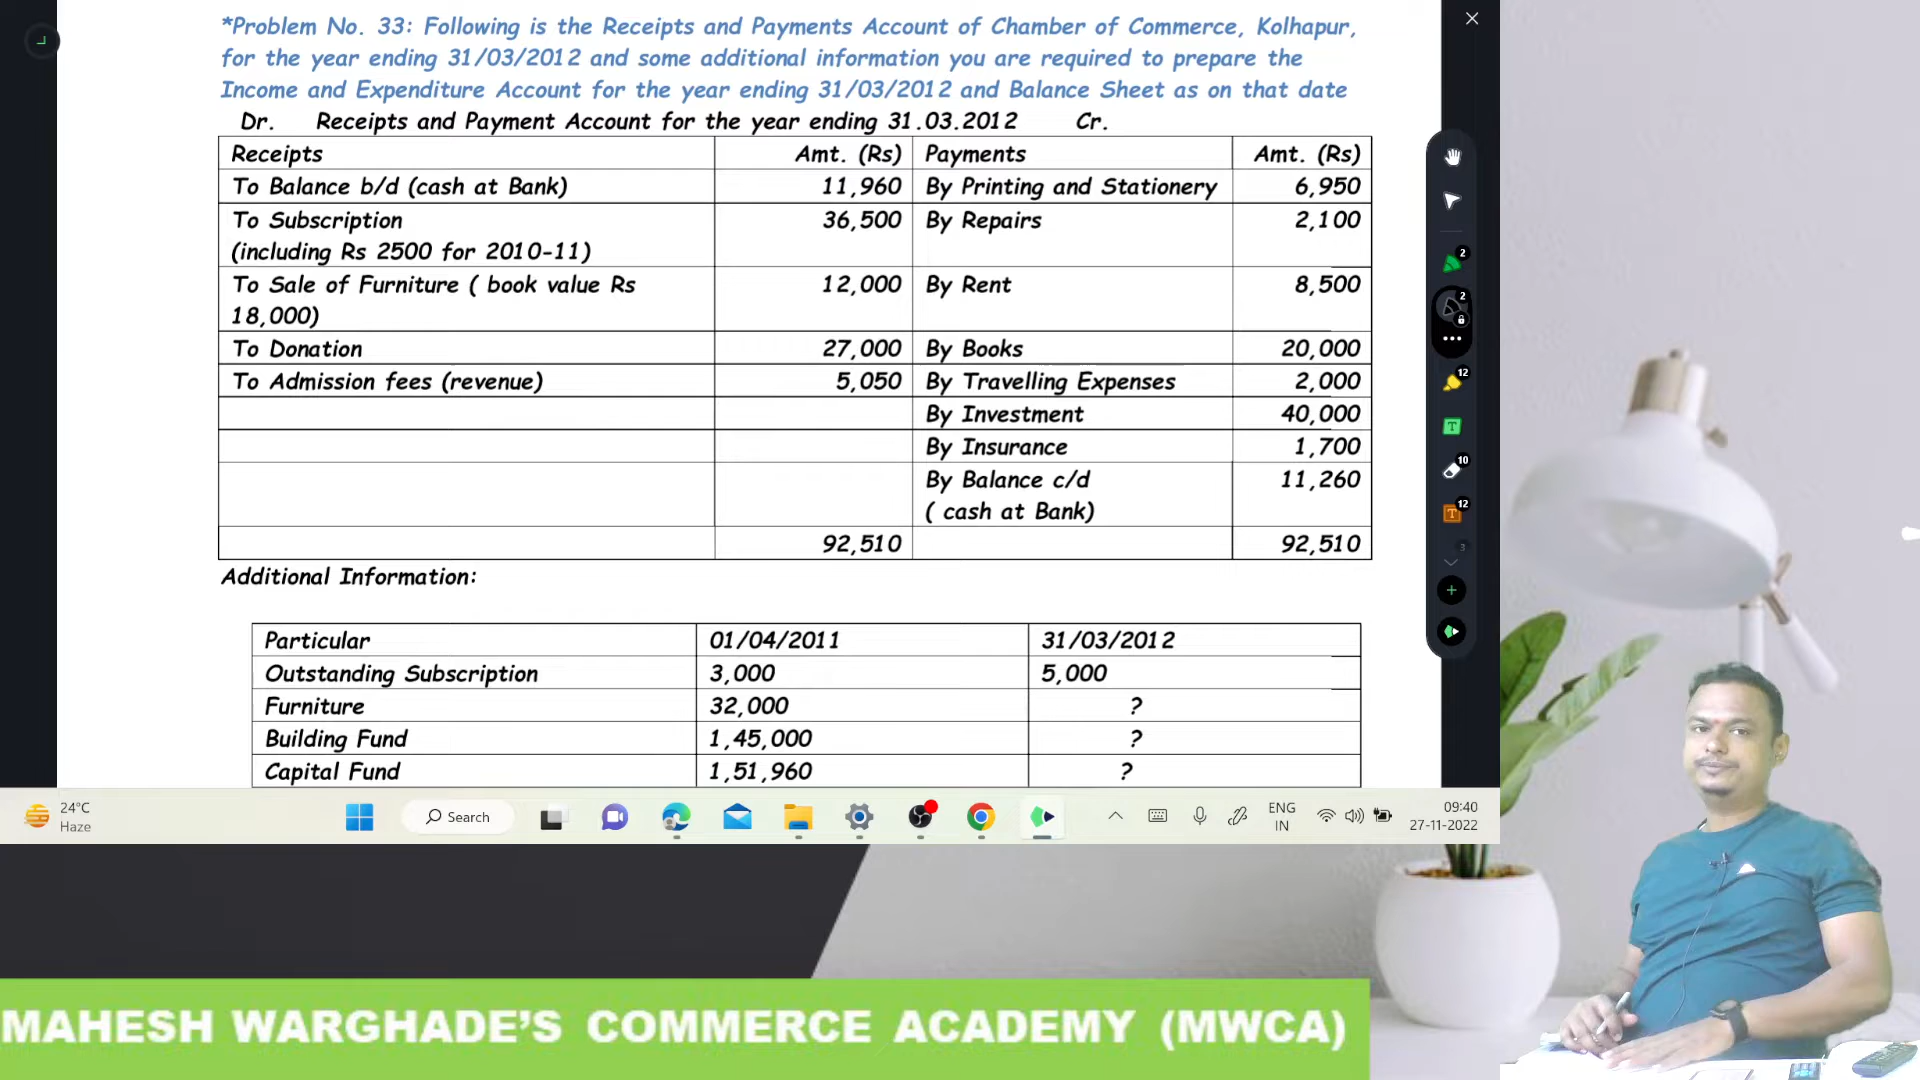 *Problem No. 33: Following is the Receipts and Payments Account of Chamber of Commerce, Kolhapur,
for the year ending 31/03/2012 and some additional information you are required to prepare the
Income and Expenditure Account for the year ending 31/03/2012 and Balance Sheet as on that date
Dr. Receipts and Payment Account for the year ending 31.03.2012 Cr.
Receipts Amt. (Rs) Payments Amt. (Rs)
To Balance b/d (cash at Bank) 11,960 By Printing and Stationery 6,950
To Subscription 36,500 By Repairs 2,100
(including Rs 2500 for 2010-11)
To Sale of Furniture ( book value Rs 12,000 By Rent 8,500
18,000)
To Donation 27,000 By Books 20,000
To Admission fees (revenue) 5,050 By Travelling Expenses 2,000
By Investment 40,000
By Insurance 1,700
By Balance c/d 11,260
( cash at Bank)
92,510 92,510
Additional Information:
Particular 01/04/2011 31/03/2012
Outstanding Subscription 3,000 5,000
Furniture 32,000 ?
Building Fund 1,45,000 ?
Capital Fund 1,51,960 ?
2
2
12
T
10
T 12
3
24°C
Haze
Search
ENG
IN
09:40
27-11-2022
MAHESH WARGHADE'S COMMERCE ACADEMY (MWCA)